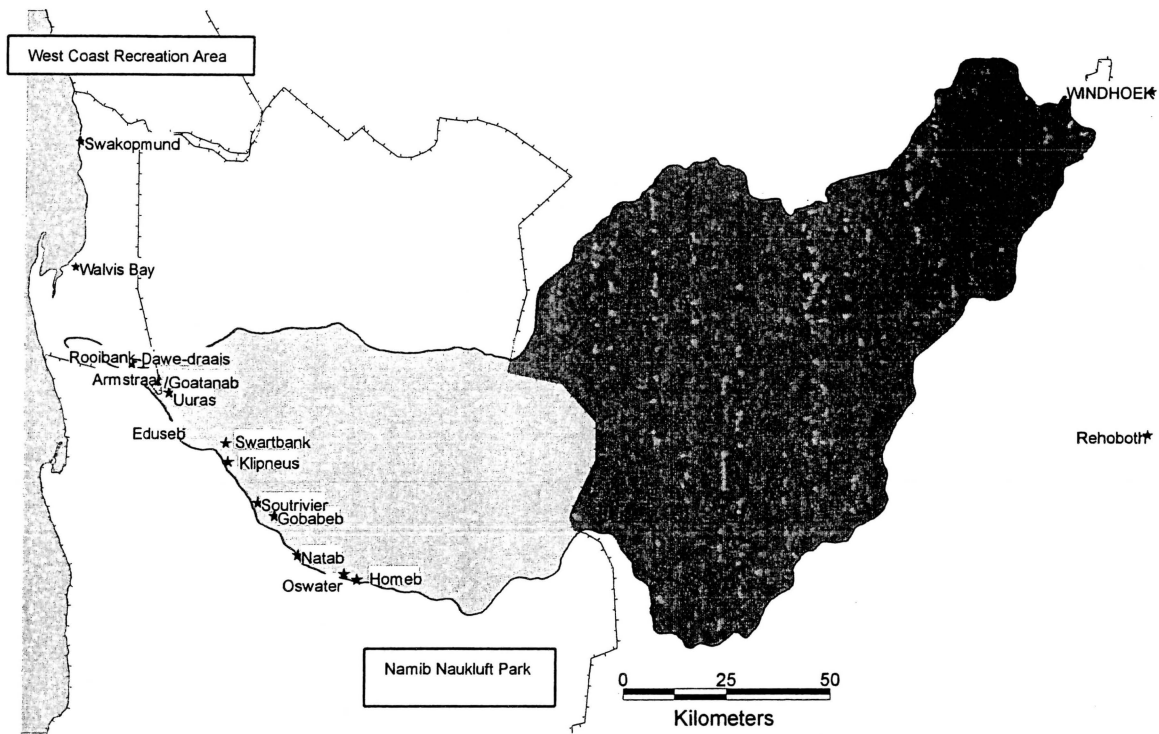 West Coast Recreation Area
WINDHOEK
Swakopmund
Walvis Bay
Rooibank
Dawe-draais
Armstraat
/Goatanab
Uuras
Eduseb
Swartbank
Rehoboth
Klipneus
Soutrivier
Gobabeb
Natab
Oswater
Homeb
Namib Naukluft Park
0 25 50
Kilometers